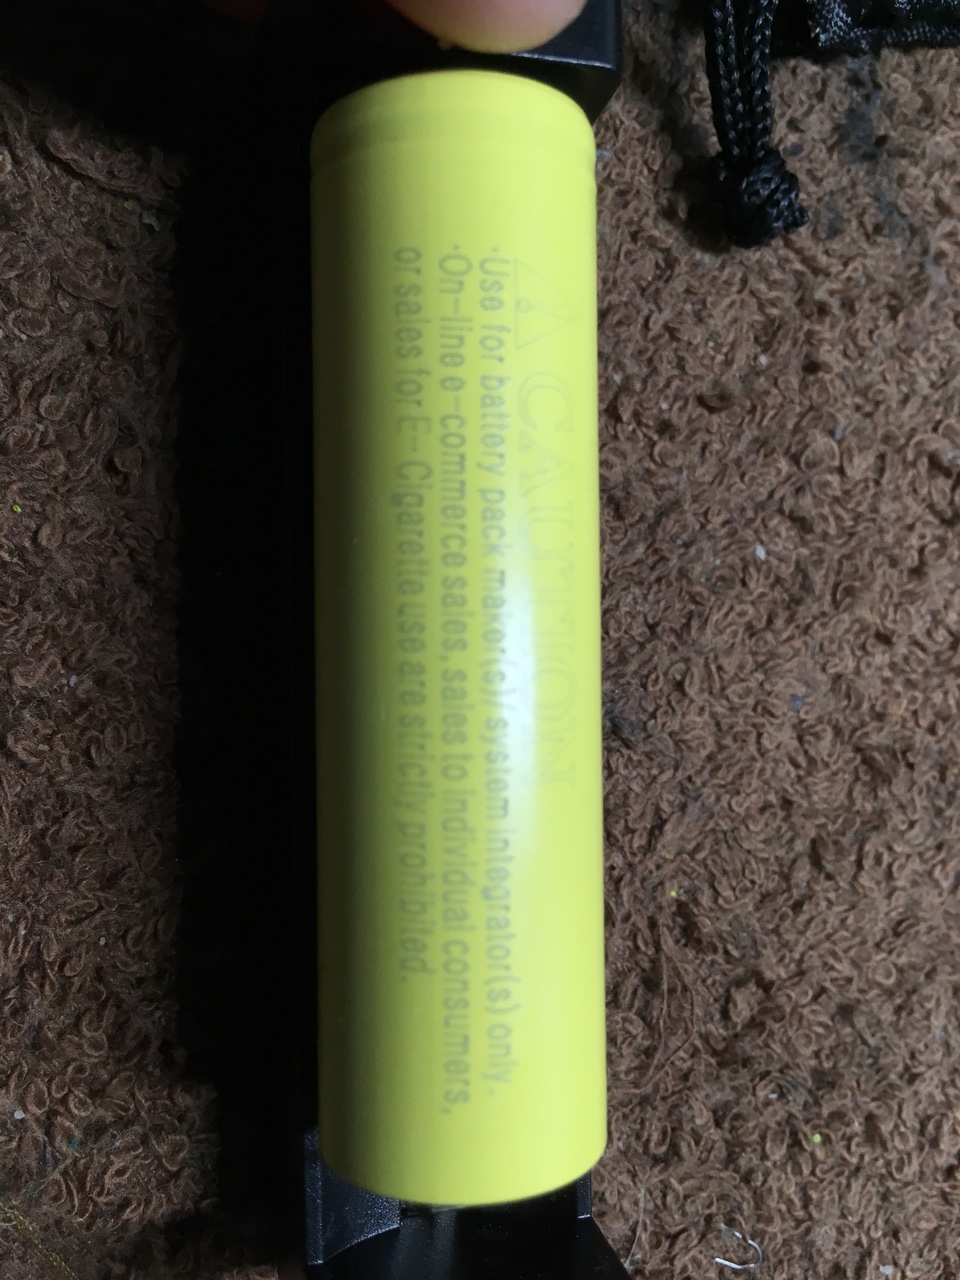 ⚠ CAUTION
·Use for battery pack maker(s)/system integrator(s) only.
·On-line e-commerce sales, sales to individual consumers,
or sales for E-Cigarette use are strictly prohibited.